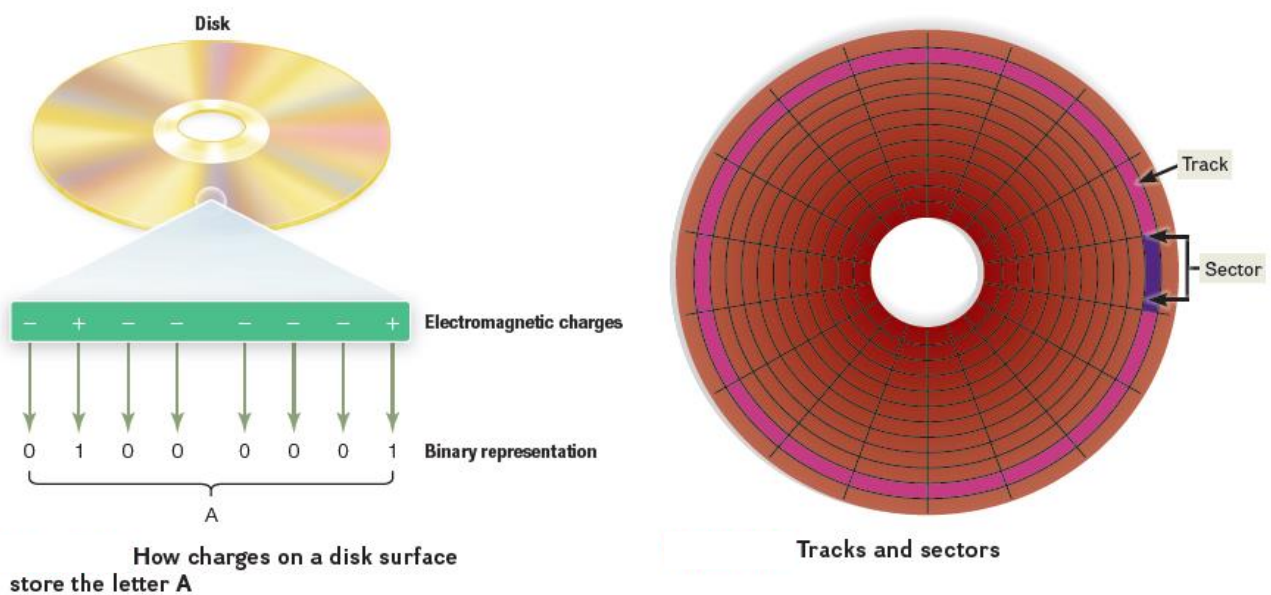 Disk
− + − − − − − + Electromagnetic charges
0 1 0 0 0 0 0 1 Binary representation
A
How charges on a disk surface
store the letter A
Track
Sector
Tracks and sectors